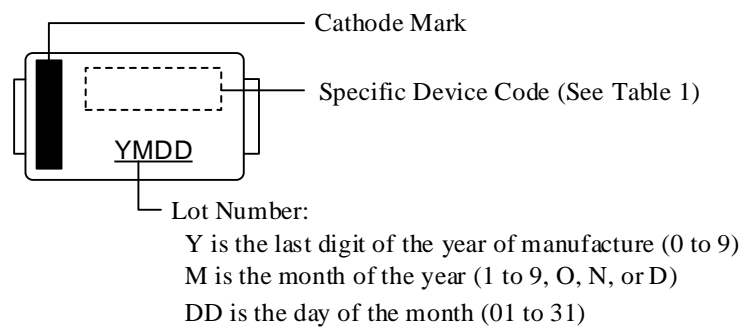 Cathode Mark
Specific Device Code (See Table 1)
YMDD
Lot Number:
Y is the last digit of the year of manufacture (0 to 9)
M is the month of the year (1 to 9, O, N, or D)
DD is the day of the month (01 to 31)